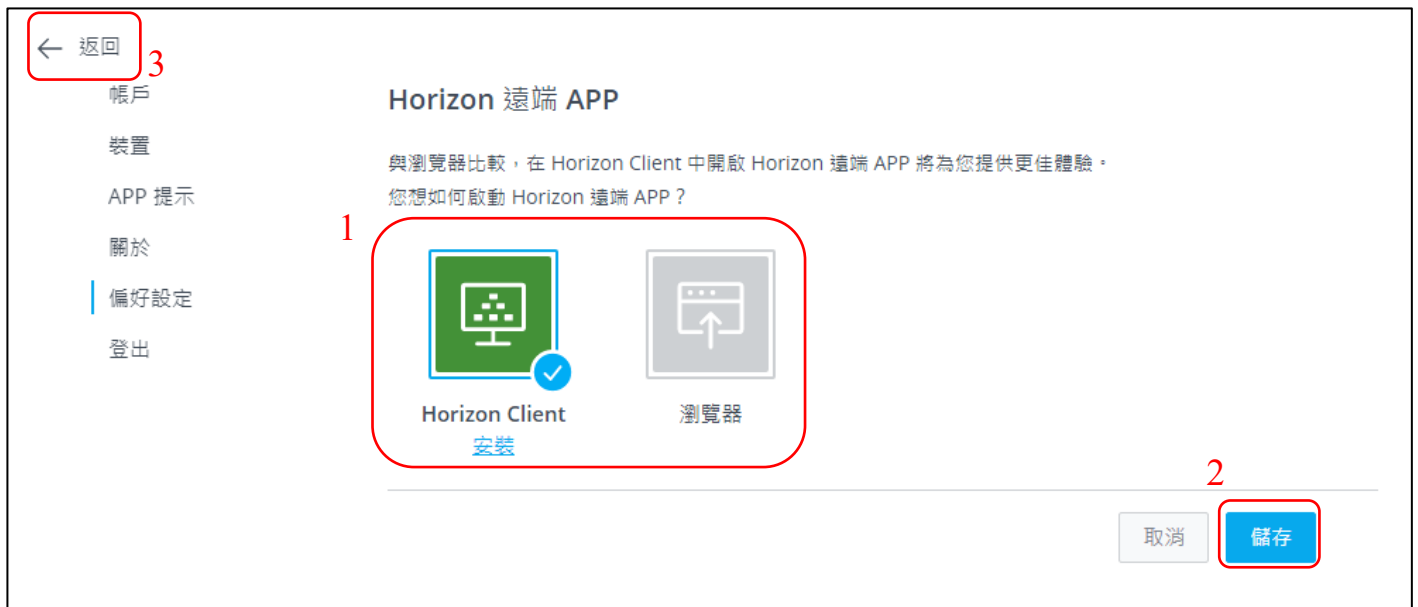 ← 返回
3
帳戶
裝置
APP 提示
關於
偏好設定
登出
Horizon 遠端 APP
與瀏覽器比較，在 Horizon Client 中開啟 Horizon 遠端 APP 將為您提供更佳體驗。
您想如何啟動 Horizon 遠端 APP？
1
Horizon Client
安裝
瀏覽器
2
取消
儲存